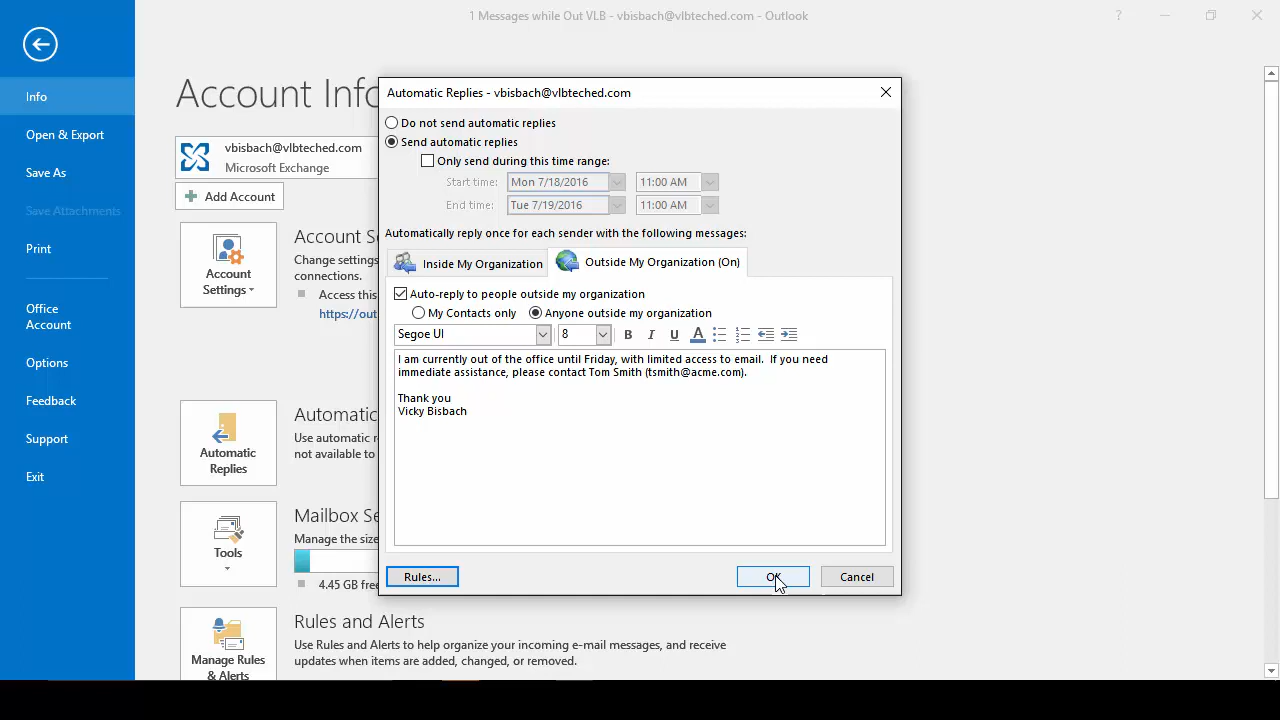 1 Messages while Out VLB - vbisbach@vlbteched.com - Outlook
?
Info
Open & Export
Save As
Save Attachments
Print
Office
Account
Options
Feedback
Support
Exit
Account Info
vbisbach@vlbteched.com
Microsoft Exchange
Add Account
Account
Settings
Account Se
Change settings
connections.
Access this
https://out
Automatic
Replies
Automatic
Use automatic r
not available to
Tools
Mailbox Se
Manage the size
4.45 GB free
Manage Rules
& Alerts
Rules and Alerts
Use Rules and Alerts to help organize your incoming e-mail messages, and receive
updates when items are added, changed, or removed.
Automatic Replies - vbisbach@vlbteched.com
Do not send automatic replies
Send automatic replies
Only send during this time range:
Start time: Mon 7/18/2016 11:00 AM
End time: Tue 7/19/2016 11:00 AM
Automatically reply once for each sender with the following messages:
Inside My Organization
Outside My Organization (On)
Auto-reply to people outside my organization
My Contacts only
Anyone outside my organization
Segoe UI 8 B I U A
I am currently out of the office until Friday, with limited access to email.  If you need
immediate assistance, please contact Tom Smith (tsmith@acme.com).
Thank you
Vicky Bisbach
Rules...
OK
Cancel